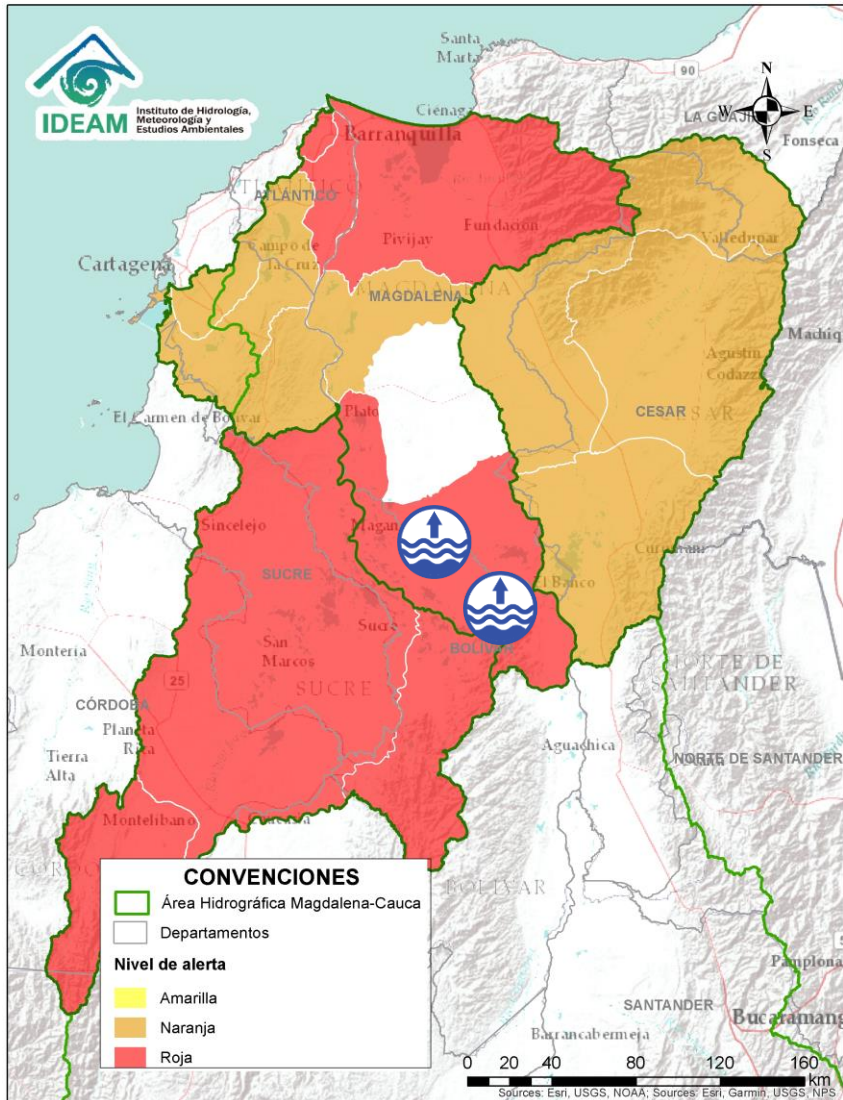 IDEAM
Instituto de Hidrología,
Meteorología y
Estudios Ambientales
Santa
Marta
90
N
W
E
S
Ciénaga
LA GUAJI
Fonseca
Barranquilla
ATLÁNTICO
Fundación
Pivijay
Valledupar
Campo de
la Cruz
Cartagena
MAGDALENA
Machiq
Agustín
Codazzi
CESAR
El Carmen de Bolívar
Plato
Sincelejo
Magan
SUCRE
El Banco
Sucre
BOLÍVAR
Montería
San
Marcos
SUCRE
NORTE DE
SANTANDER
25
CÓRDOBA
Planeta
Rica
Aguachica
NORTE DE SANTANDER
Tierra
Alta
Montelíbano
BOLÍVAR
CONVENCIONES
Área Hidrográfica Magdalena-Cauca
Departamentos
Nivel de alerta
Amarilla
Naranja
Roja
Pamplona
SANTANDER
Bucaramang
Barrancabermeja
0 20 40 80 120 160
km
Sources: Esri, USGS, NOAA; Sources: Esri, Garmin, USGS, NPS